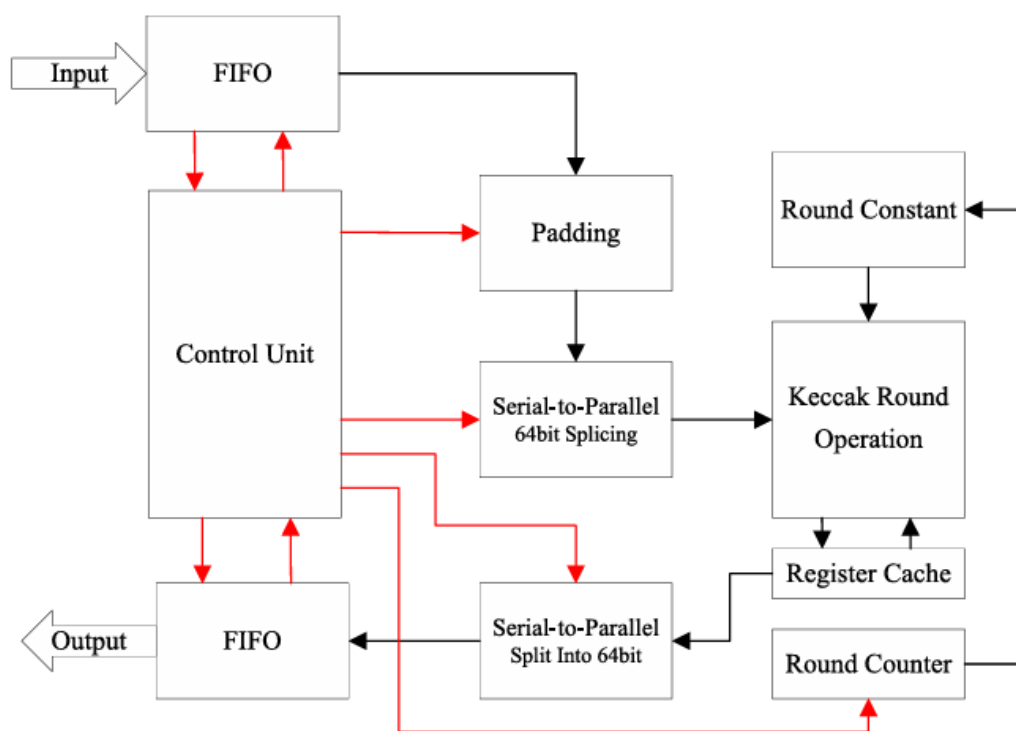 Input
FIFO
Padding
Round Constant
Control Unit
Serial-to-Parallel
64bit Splicing
Keccak Round
Operation
Register Cache
Output
FIFO
Serial-to-Parallel
Split Into 64bit
Round Counter